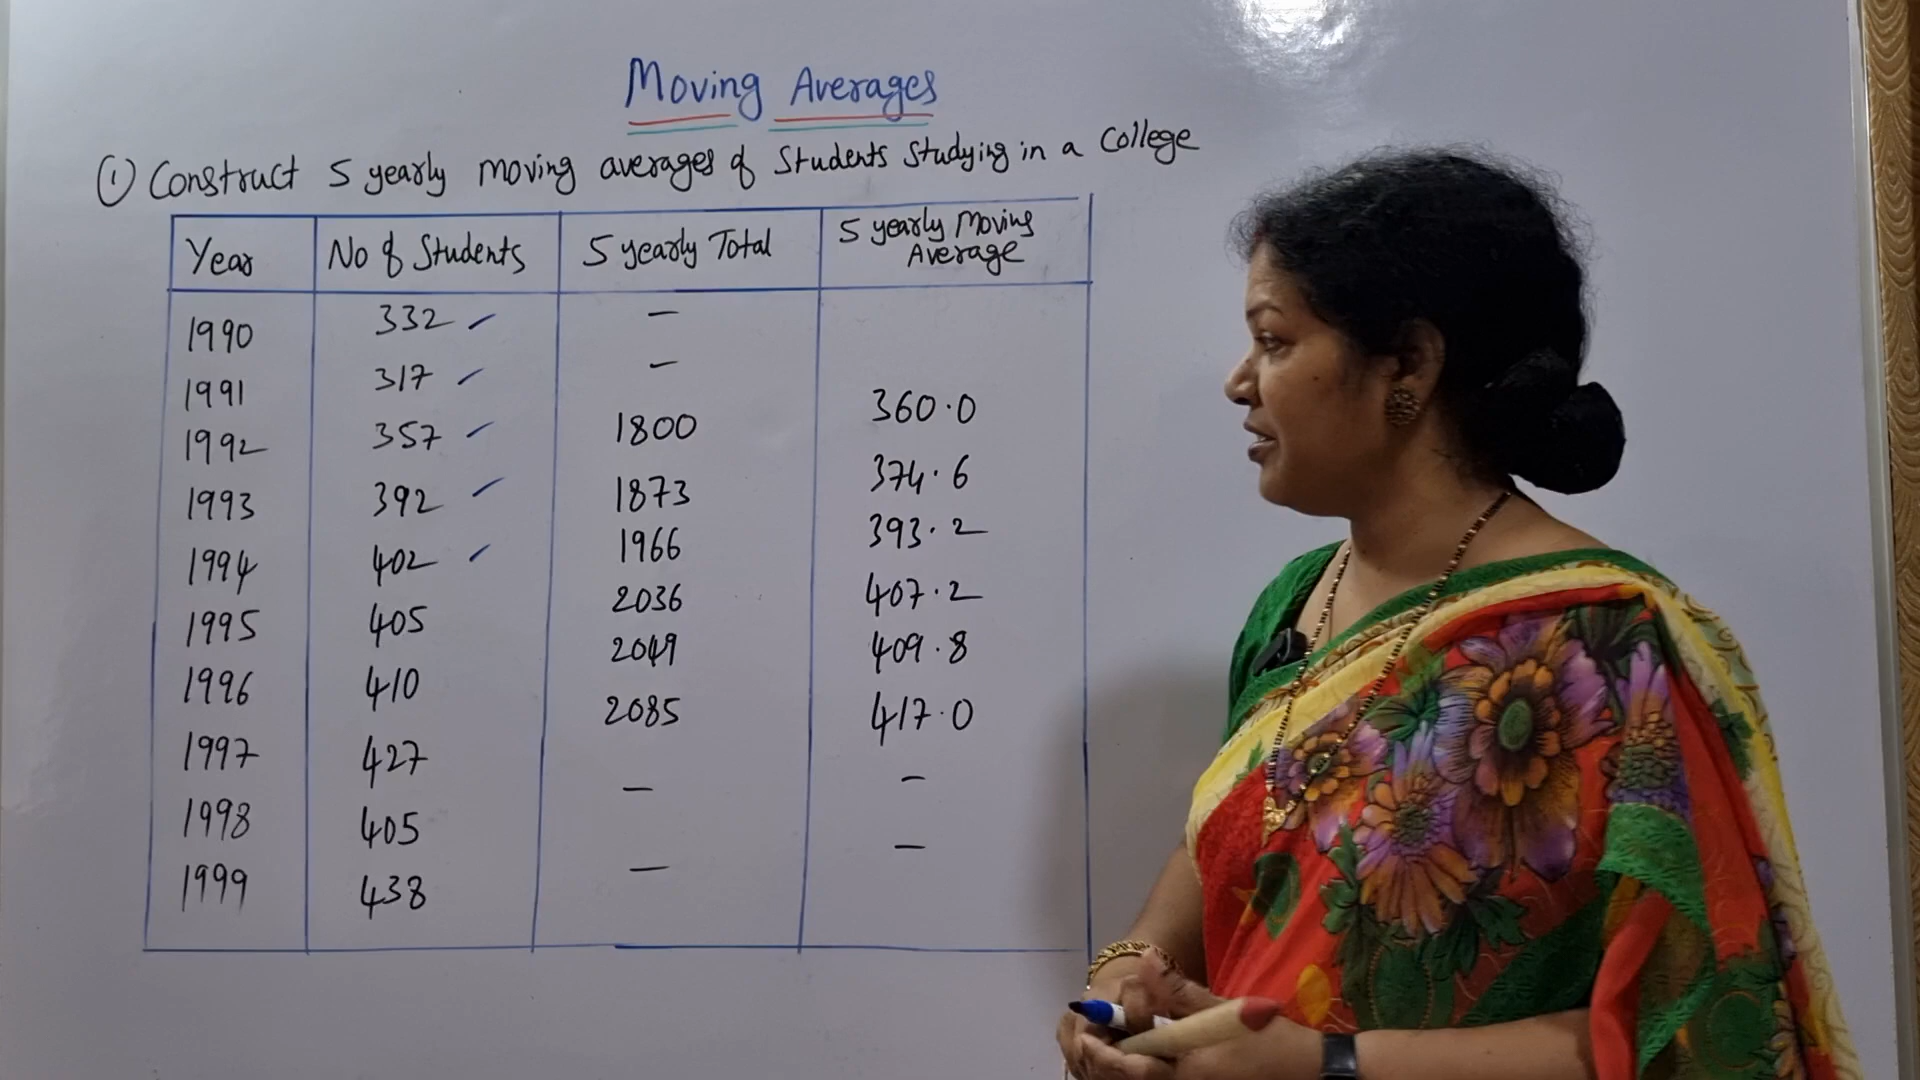 Moving Averages
① Construct 5 yearly moving averages of Students Studying in a College
Year No of Students 5 yearly Total 5 yearly Moving Average
1990 332 –
1991 317 –
1992 357 1800 360.0
1993 392 1873 374.6
1994 402 1966 393.2
1995 405 2036 407.2
1996 410 2049 409.8
1997 427 2085 417.0
1998 405 – –
1999 438 – –